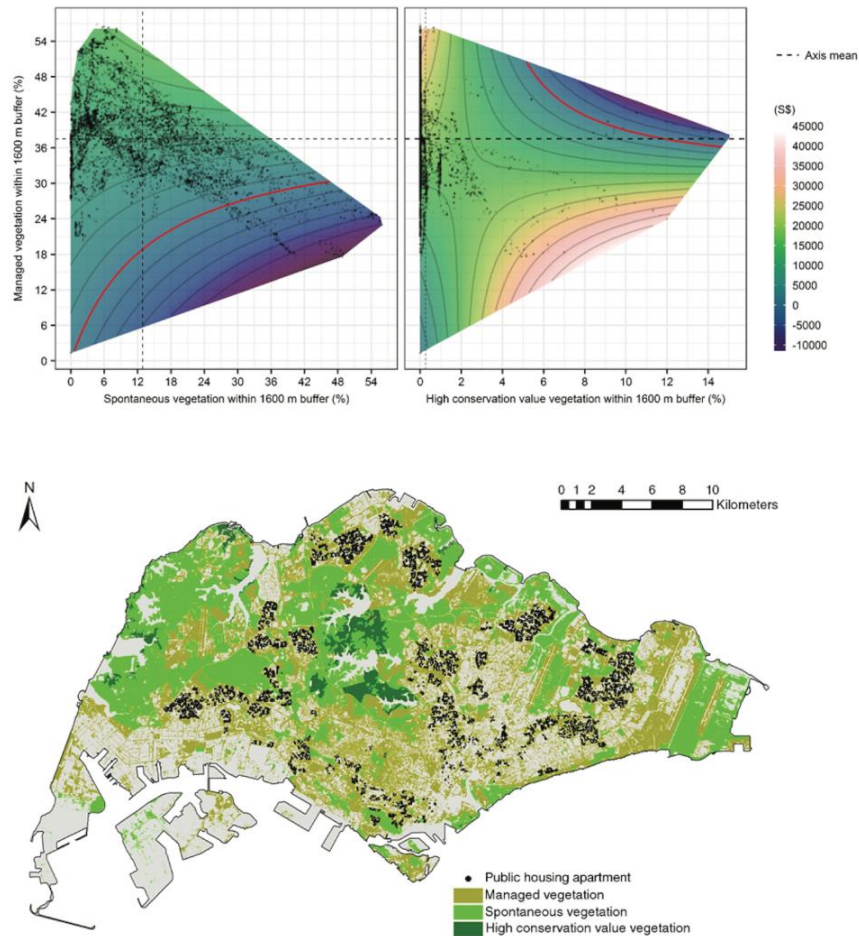 54
48
42
36
30
24
18
12
6
0
Managed vegetation within 1600 m buffer (%)
0 6 12 18 24 30 36 42 48 54
Spontaneous vegetation within 1600 m buffer (%)
0 2 4 6 8 10 12 14
High conservation value vegetation within 1600 m buffer (%)
Axis mean
(S$)
45000
40000
35000
30000
25000
20000
15000
10000
5000
0
-5000
-10000
N
0 1 2 4 6 8 10
Kilometers
Public housing apartment
Managed vegetation
Spontaneous vegetation
High conservation value vegetation